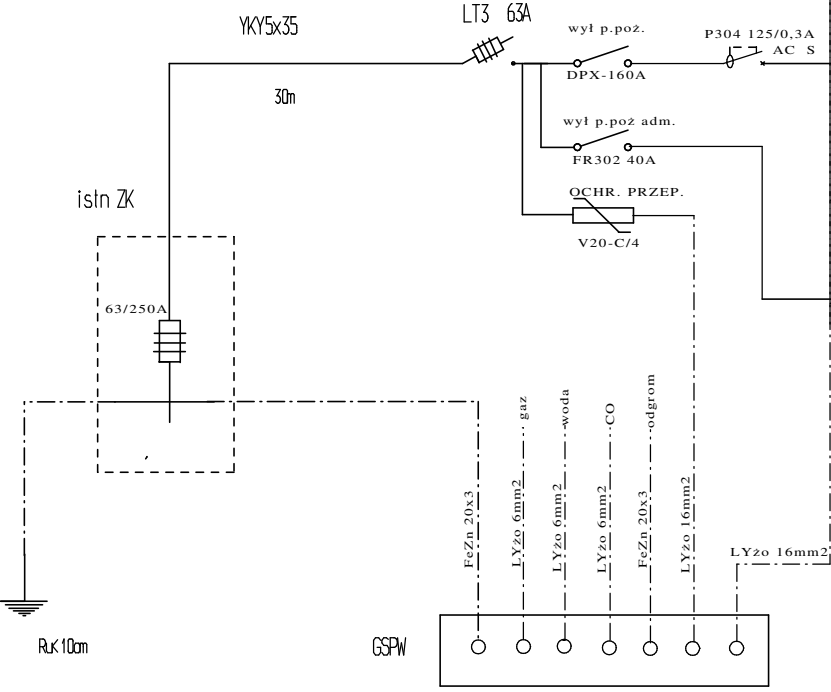 LT3 63A
YKY5x35
wył p.poż.
P304 125/0,3A
AC S
DPX-160A
30m
wył p.poż adm.
FR302 40A
istn ZK
OCHR. PRZEP.
V20-C/4
63/250A
gaz
woda
CO
odgrom
FeZn 20x3
LYżo 6mm2
LYżo 6mm2
LYżo 6mm2
FeZn 20x3
LYżo 16mm2
LYżo 16mm2
RuK10om
GSPW